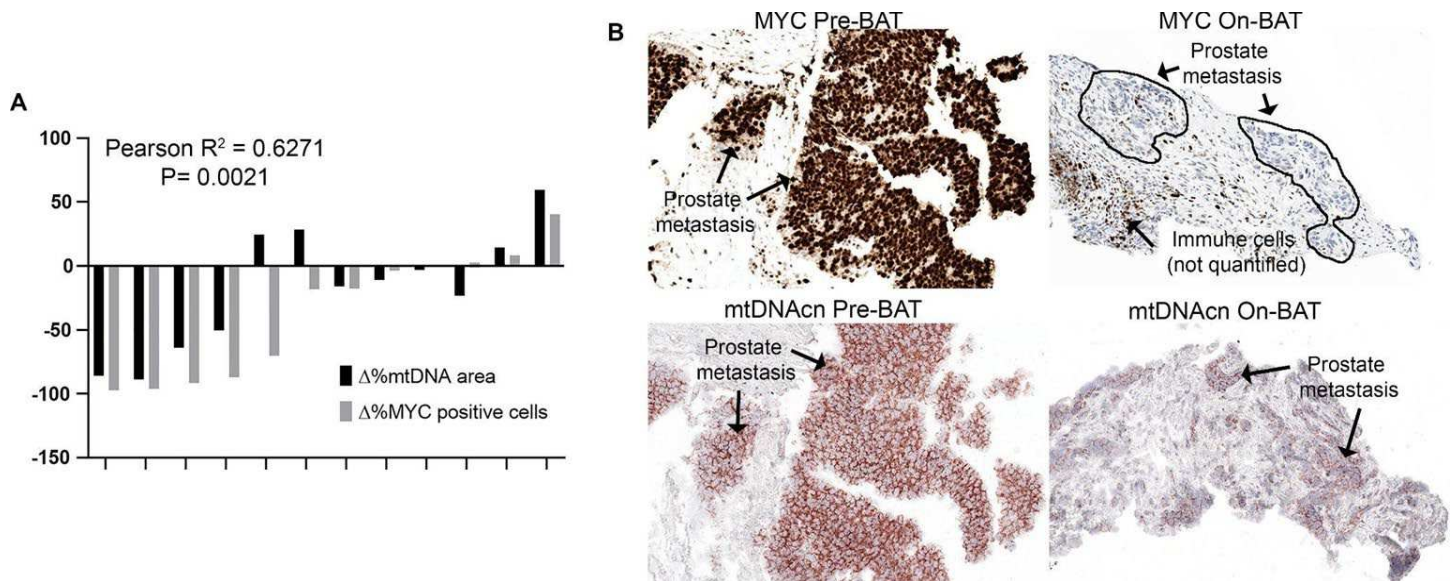 A
100
50
0
-50
-100
-150
Pearson R² = 0.6271
P= 0.0021
Δ%mtDNA area
Δ%MYC positive cells
B
MYC Pre-BAT
Prostate
metastasis
MYC On-BAT
Prostate
metastasis
Immune cells
(not quantified)
mtDNAcn Pre-BAT
Prostate
metastasis
mtDNAcn On-BAT
Prostate
metastasis